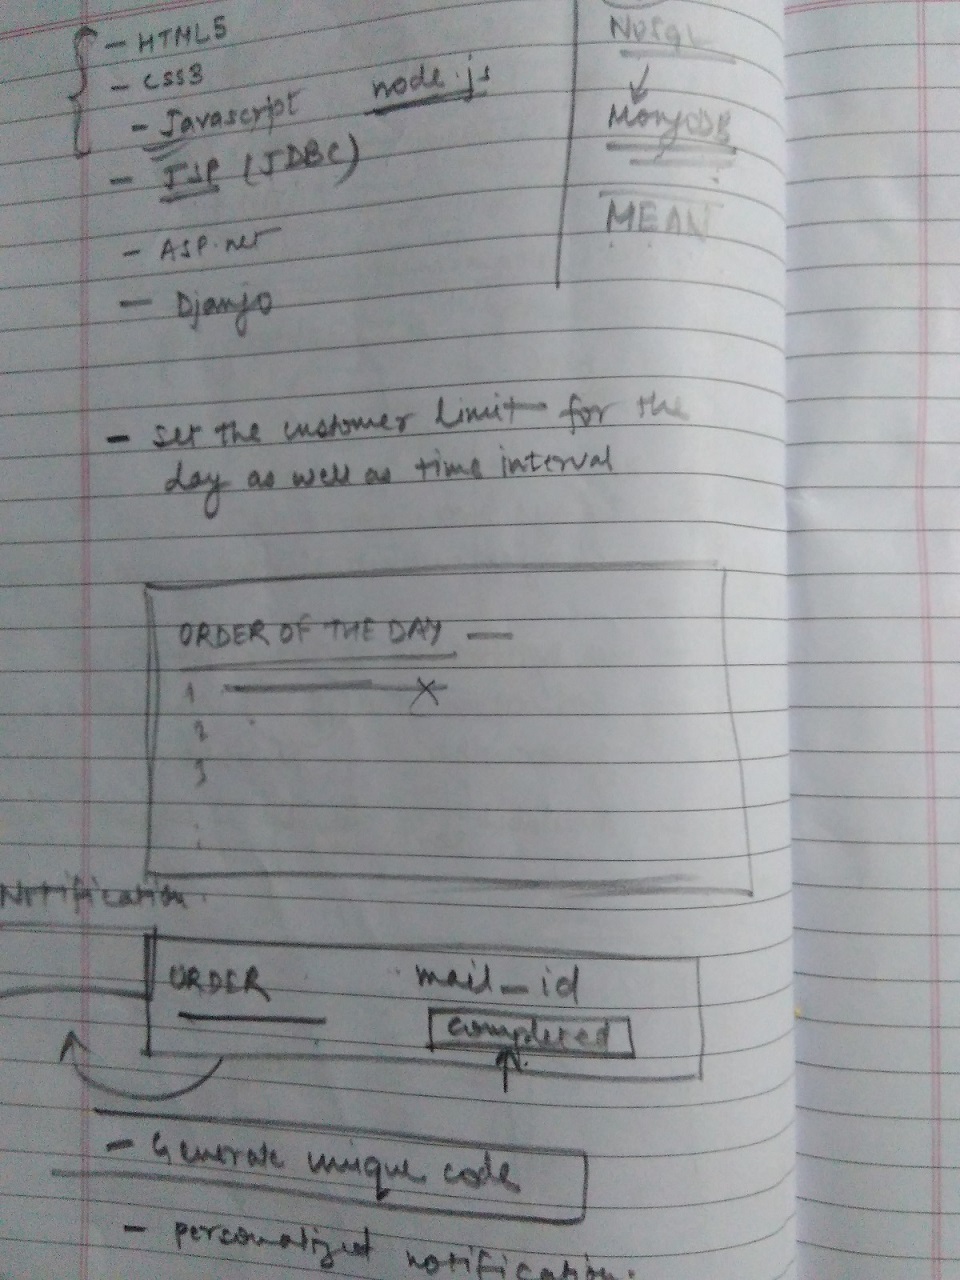 - HTML5
- CSS3
- Javascript node.js
- JSP (JDBC)
- ASP.net
- Django
NoSql
MongoDB
MEAN
- set the customer limit for the
day as well as time interval
ORDER OF THE DAY —
1 X
2
3
Notification.
ORDER mail_id
completed
- Generate unique code
- personalized notification.